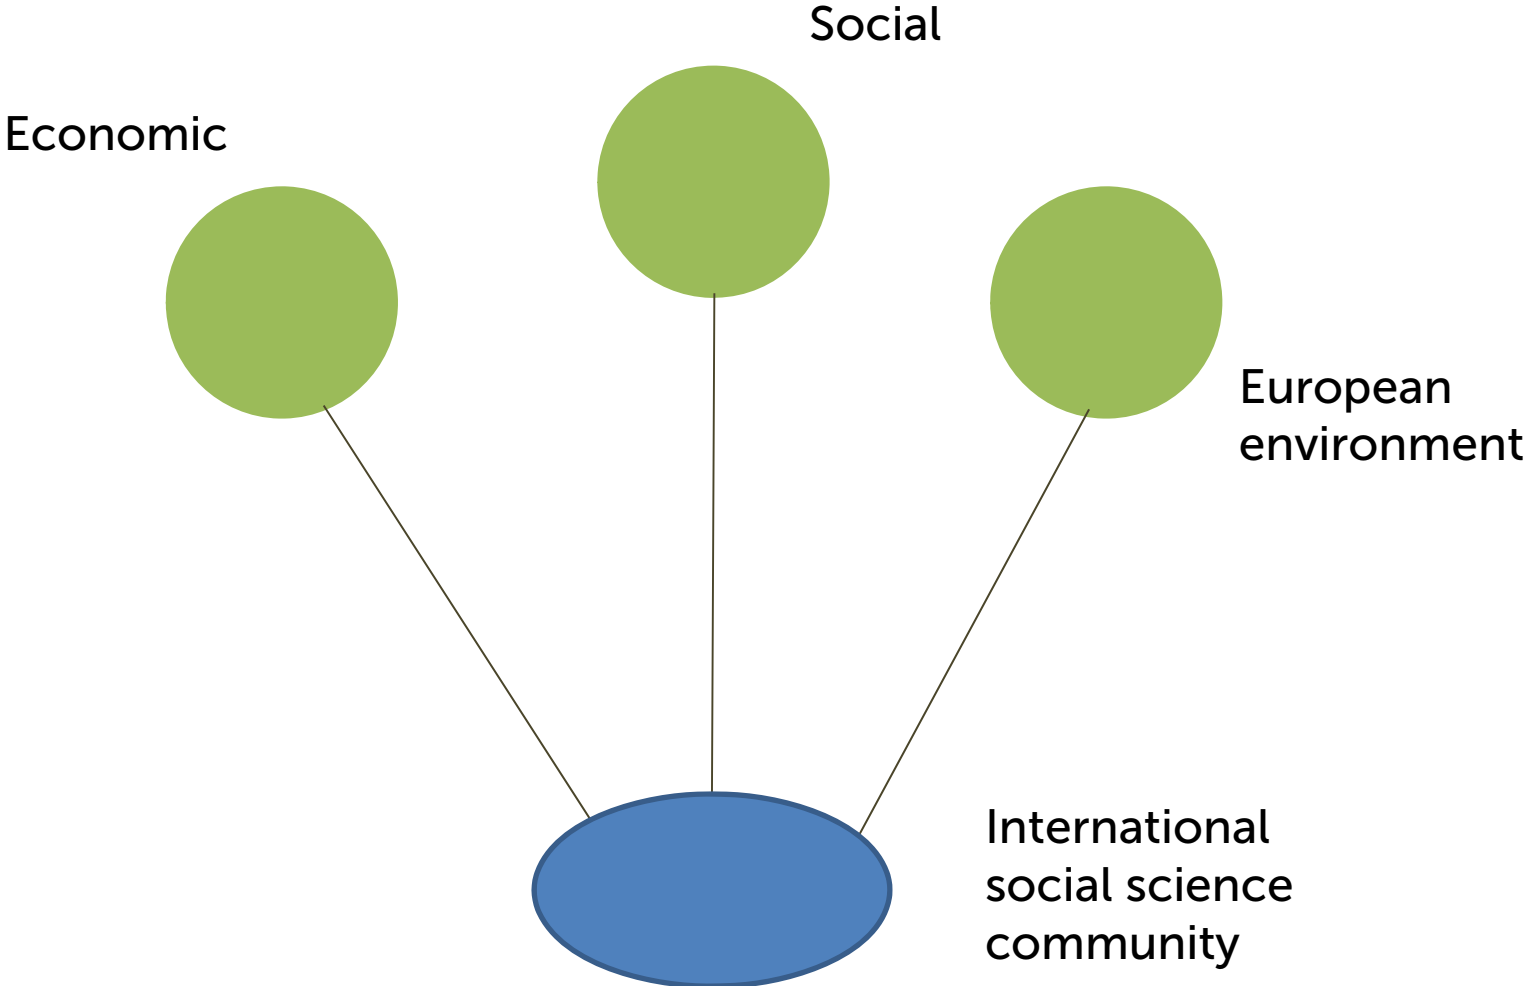 Social
Economic
European
environment
International
social science
community